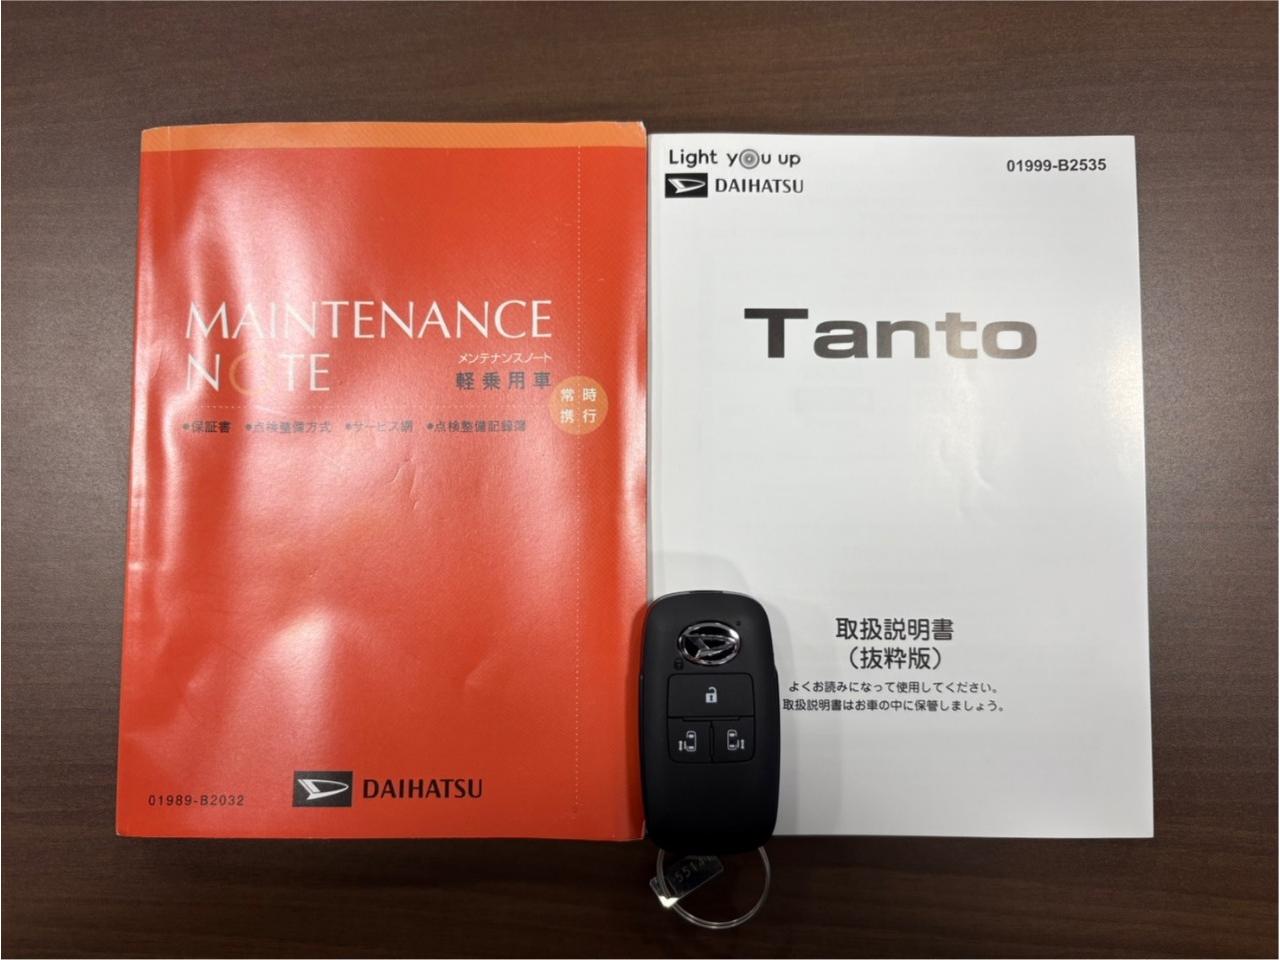 MAINTENANCE
NOTE
メンテナンスノート
軽乗用車
常時
携行
●保証書 ●点検整備方式 ●サービス網 ●点検整備記録簿
01989-B2032
DAIHATSU
Light you up
DAIHATSU
01999-B2535
Tanto
取扱説明書
（抜粋版）
よくお読みになって使用してください。
取扱説明書はお車の中に保管しましょう。